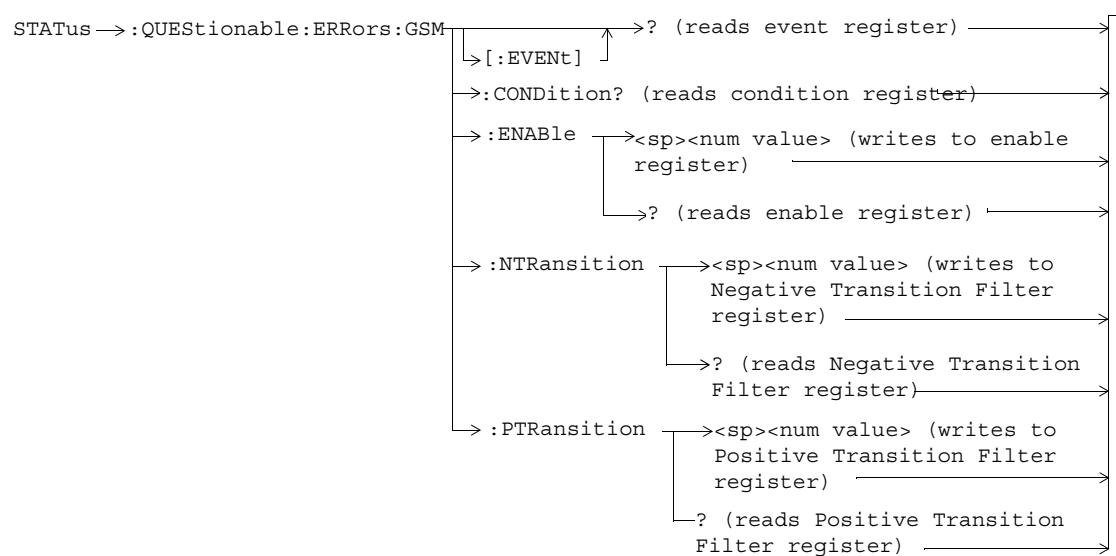 STATus :QUEStionable:ERRors:GSM ? (reads event register)
[:EVENt]
:CONDition? (reads condition register)
:ENABle <sp><num value> (writes to enable
register)
? (reads enable register)
:NTRansition <sp><num value> (writes to
Negative Transition Filter
register)
? (reads Negative Transition
Filter register)
:PTRansition <sp><num value> (writes to
Positive Transition Filter
register)
? (reads Positive Transition
Filter register)